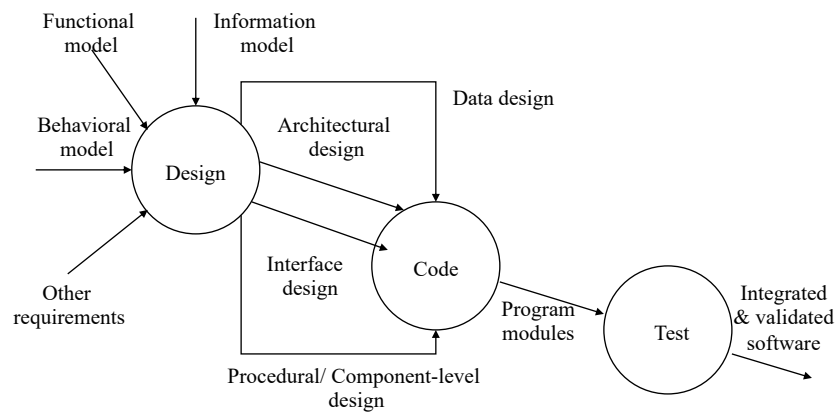 Functional
model
Information
model
Data design
Behavioral
model
Architectural
design
Design
Interface
design
Code
Other
requirements
Program
modules
Test
Integrated
& validated
software
Procedural/ Component-level
design